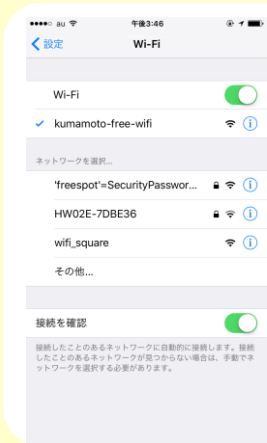 au 午後3:46
設定 Wi-Fi
Wi-Fi
kumamoto-free-wifi
ネットワークを選択...
'freespot'=SecurityPasswor...
HW02E-7DBE36
wifi_square
その他...
接続を確認
接続したことのあるネットワークに自動的に接続します。接続
したことのあるネットワークが見つからない場合は、手動でネ
ットワークを選択する必要があります。